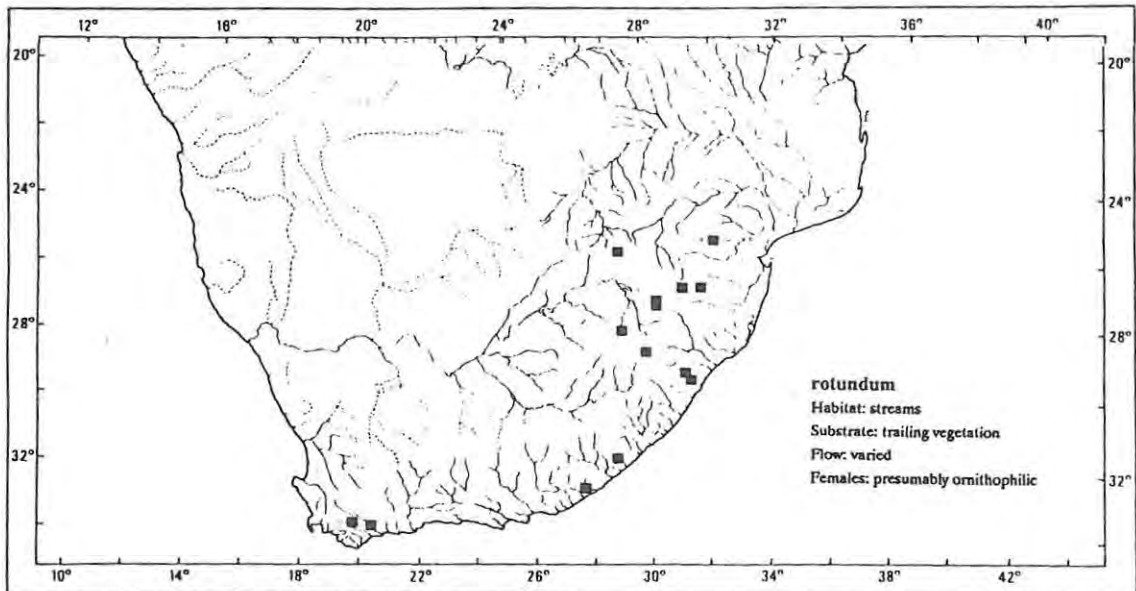 12° 16° 20° 24° 28° 32° 36° 40°
20° 20°
24° 24°
28° 28°
rotundum
Habitat: streams
Substrate: trailing vegetation
Flow: varied
Females: presumably ornithophilic
32° 32°
10° 14° 18° 22° 26° 30° 34° 38° 42°